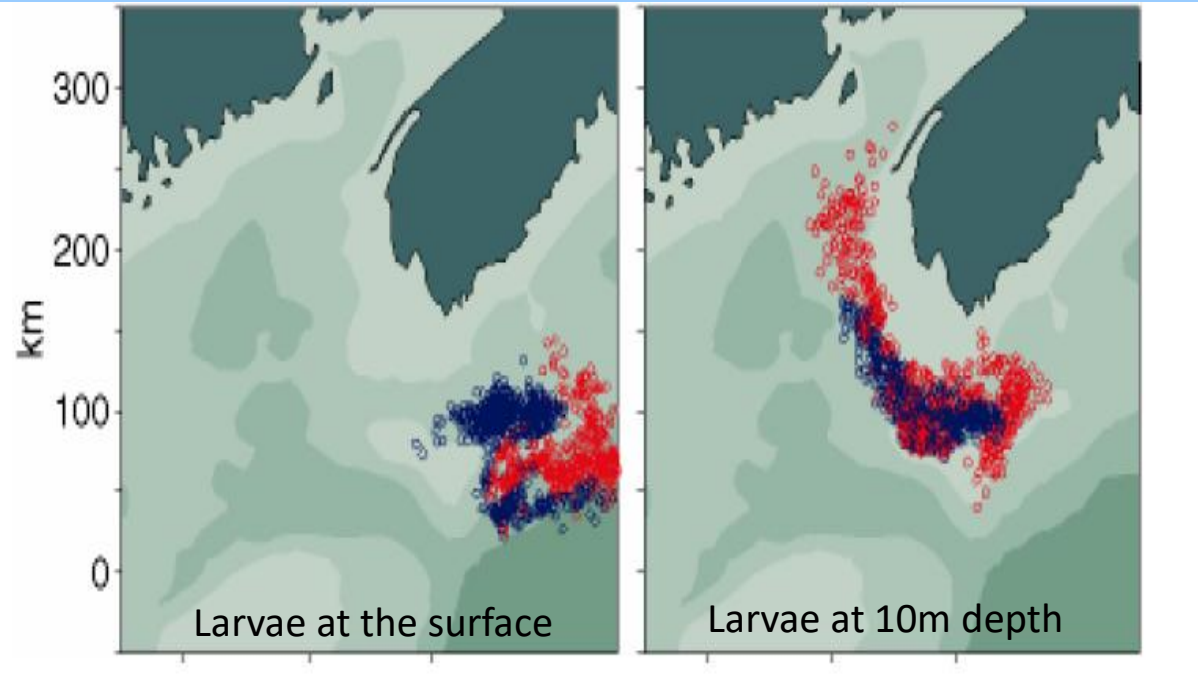 300
200
100
0
km
Larvae at the surface
Larvae at 10m depth